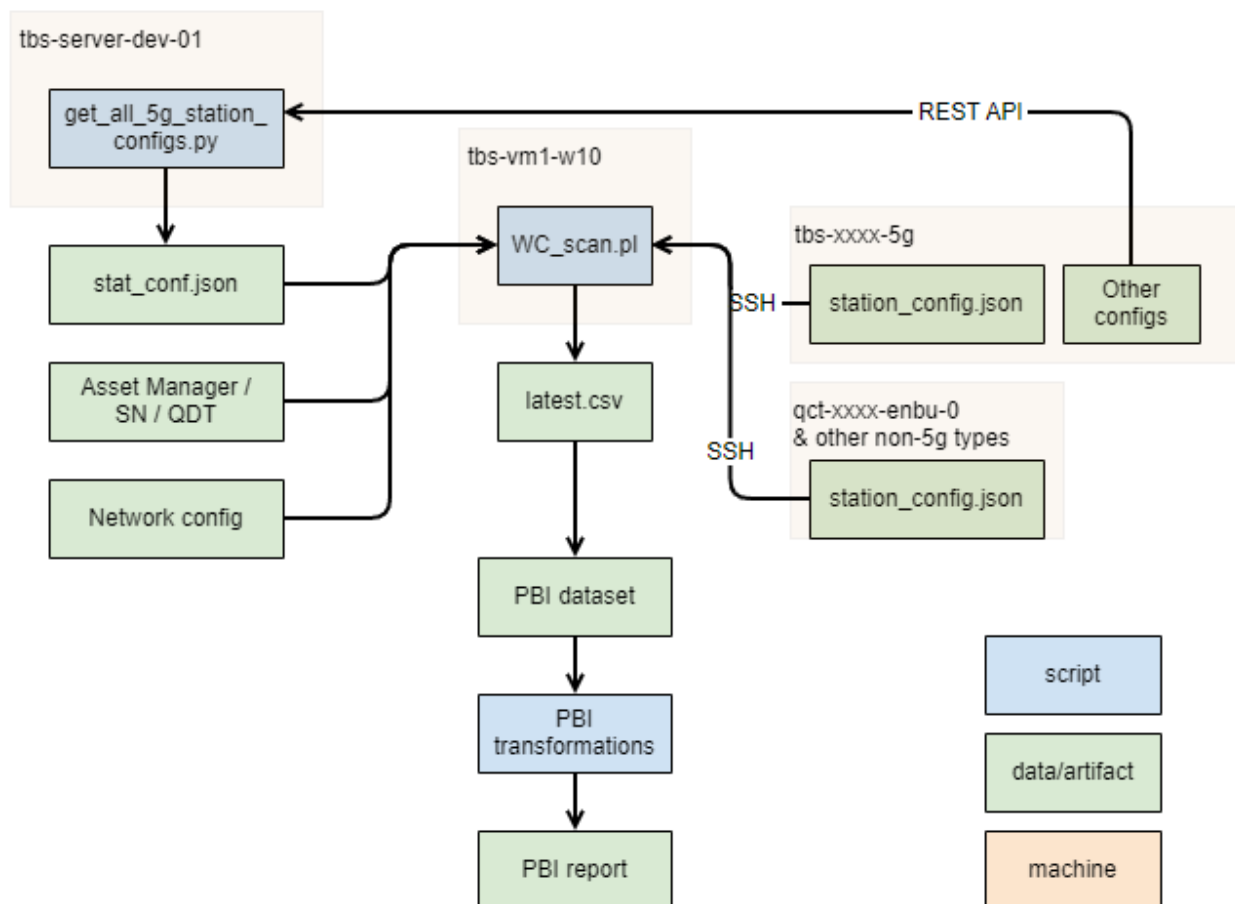 tbs-server-dev-01
get_all_5g_station_
configs.py
REST API
tbs-vm1-w10
WC_scan.pl
tbs-xxxx-5g
stat_conf.json
SSH
station_config.json
Other
configs
Asset Manager /
SN / QDT
latest.csv
qct-xxxx-enbu-0
& other non-5g types
SSH
station_config.json
Network config
PBI dataset
script
PBI
transformations
data/artifact
PBI report
machine